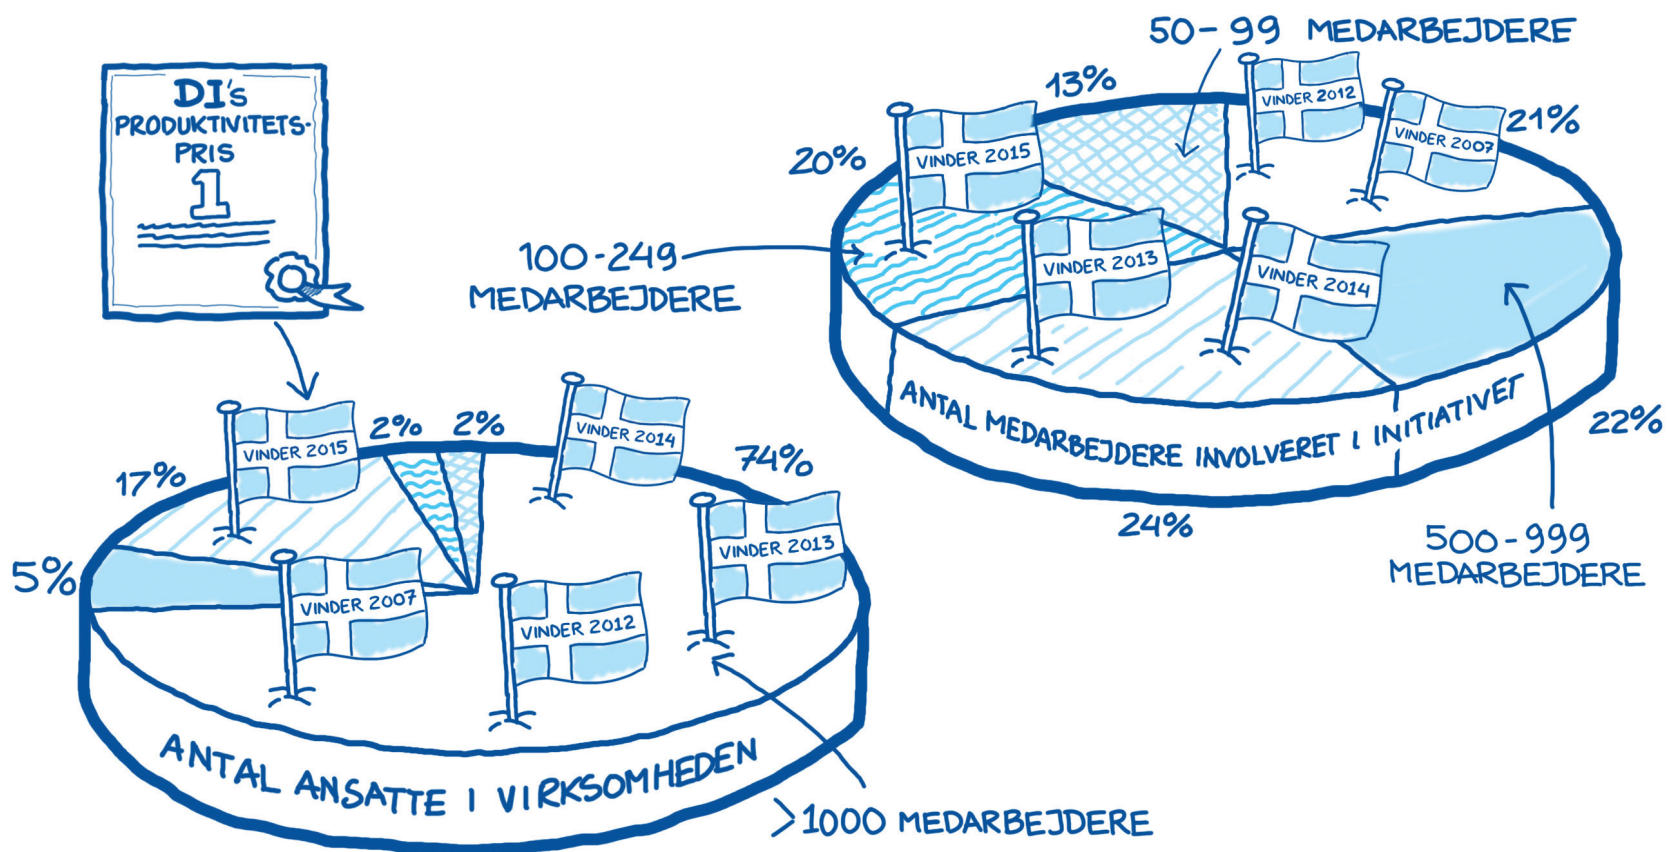 DI's
PRODUKTIVITETS-
PRIS
1
50-99 MEDARBEJDERE
13%
21%
20%
22%
24%
VINDER 2012
VINDER 2007
VINDER 2015
VINDER 2013
VINDER 2014
100-249
MEDARBEJDERE
ANTAL MEDARBEJDERE INVOLVERET I INITIATIVET
500-999
MEDARBEJDERE
2%
2%
17%
74%
5%
VINDER 2015
VINDER 2014
VINDER 2013
VINDER 2007
VINDER 2012
ANTAL ANSATTE I VIRKSOMHEDEN
>1000 MEDARBEJDERE